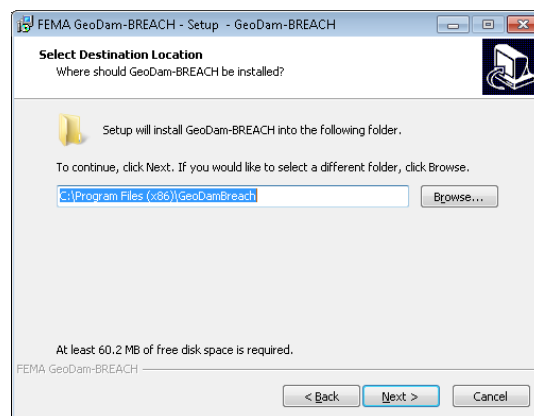 FEMA GeoDam-BREACH - Setup - GeoDam-BREACH
Select Destination Location
Where should GeoDam-BREACH be installed?
Setup will install GeoDam-BREACH into the following folder.
To continue, click Next. If you would like to select a different folder, click Browse.
C:\Program Files (x86)\GeoDamBreach
Browse...
At least 60.2 MB of free disk space is required.
FEMA GeoDam-BREACH
< Back
Next >
Cancel